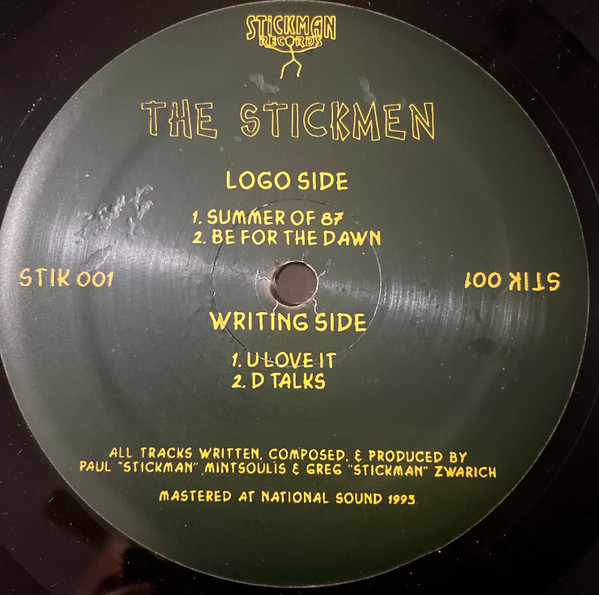 STICKMAN
RECORDS
THE STICKMEN
LOGO SIDE
1. SUMMER OF 87
2. BE FOR THE DAWN
STIK 001
STIK 001
WRITING SIDE
1. U LOVE IT
2. D TALKS
ALL TRACKS WRITTEN, COMPOSED, & PRODUCED BY
PAUL "STICKMAN" MINTSOULIS & GREG "STICKMAN" ZWARICH
MASTERED AT NATIONAL SOUND 1993